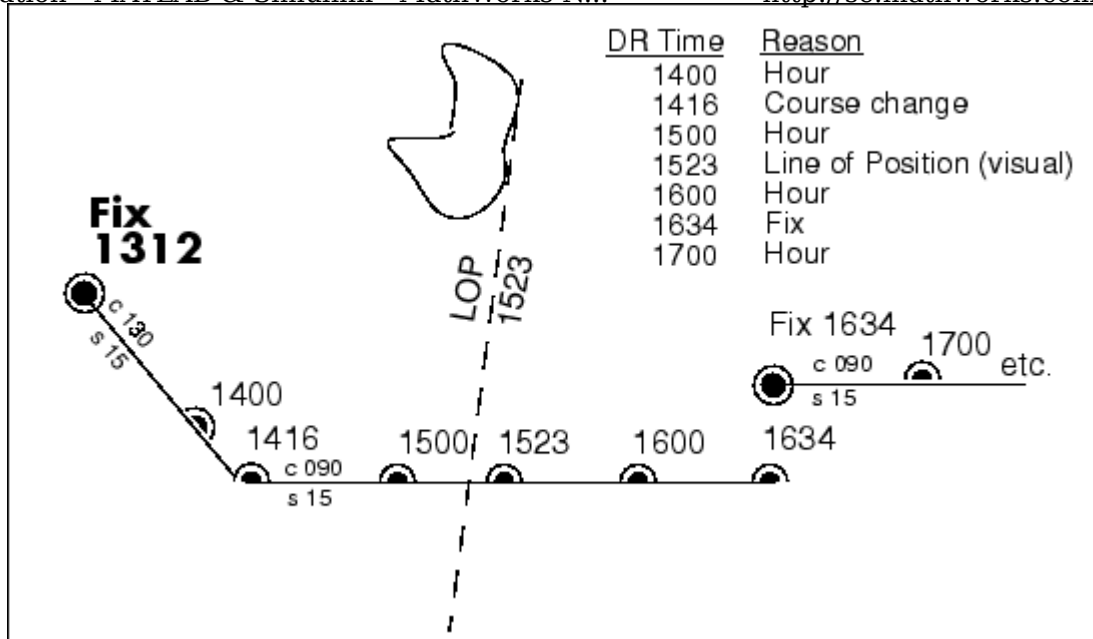 DR Time Reason
1400 Hour
1416 Course change
1500 Hour
1523 Line of Position (visual)
1600 Hour
1634 Fix
1700 Hour
Fix
1312
c 130
s 15
LOP
1523
Fix 1634
c 090
s 15
1700
etc.
1400
1416
c 090
s 15
1500
1523
1600
1634